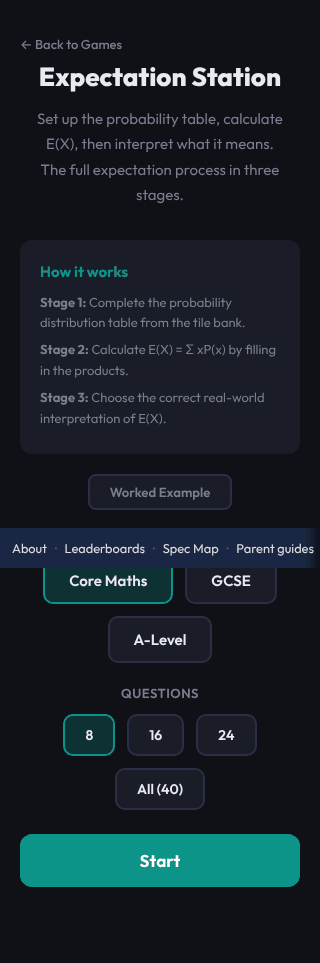 ← Back to Games
Expectation Station
Set up the probability table, calculate
E(X), then interpret what it means.
The full expectation process in three
stages.
How it works
Stage 1: Complete the probability
distribution table from the tile bank.
Stage 2: Calculate E(X) = Σ xP(x) by filling
in the products.
Stage 3: Choose the correct real-world
interpretation of E(X).
Worked Example
About · Leaderboards · Spec Map · Parent guides
Core Maths GCSE
A-Level
QUESTIONS
8 16 24
All (40)
Start